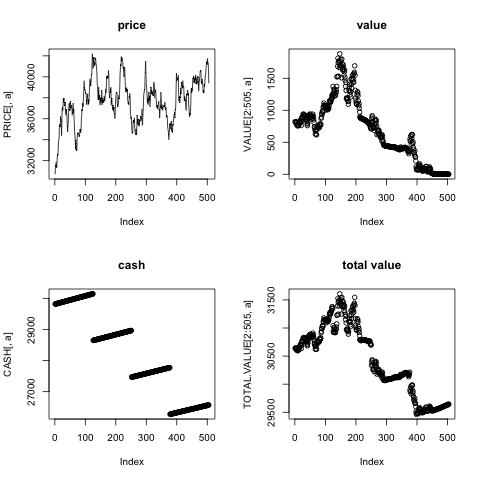 price
PRICE[, a]
32000 36000 40000
0 100 200 300 400 500
Index
value
VALUE[2:505, a]
0 500 1000 1500
0 100 200 300 400 500
Index
cash
CASH[, a]
27000 29000
0 100 200 300 400 500
Index
total value
TOTAL.VALUE[2:505, a]
29500 30500 31500
0 100 200 300 400 500
Index